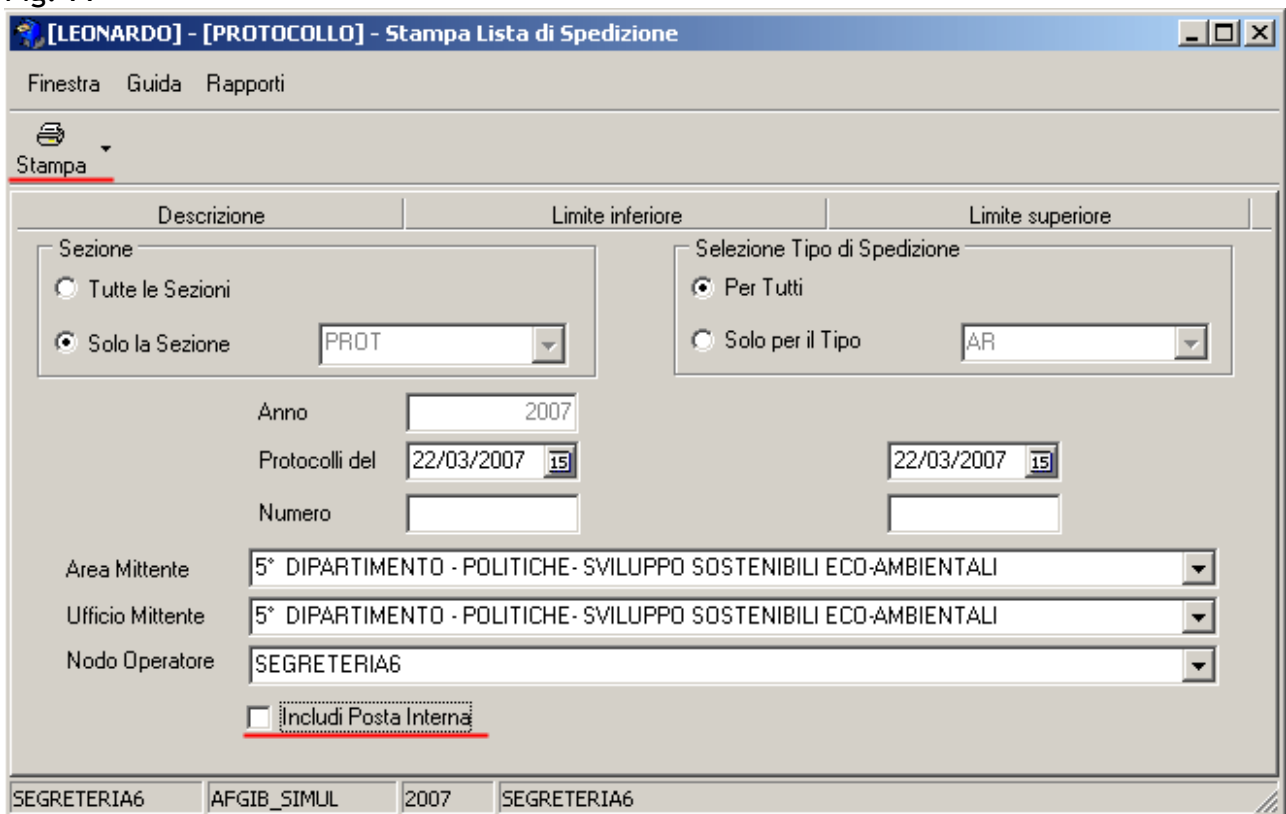 [LEONARDO] - [PROTOCOLLO] - Stampa Lista di Spedizione
Finestra Guida Rapporti
Stampa
Descrizione Limite inferiore Limite superiore
Sezione Selezione Tipo di Spedizione
Tutte le Sezioni Per Tutti
Solo la Sezione PROT Solo per il Tipo AR
Anno 2007
Protocolli del 22/03/2007 15 22/03/2007 15
Numero
Area Mittente 5° DIPARTIMENTO - POLITICHE- SVILUPPO SOSTENIBILI ECO-AMBIENTALI
Ufficio Mittente 5° DIPARTIMENTO - POLITICHE- SVILUPPO SOSTENIBILI ECO-AMBIENTALI
Nodo Operatore SEGRETERIA6
Includi Posta Interna
SEGRETERIA6 AFGIB_SIMUL 2007 SEGRETERIA6